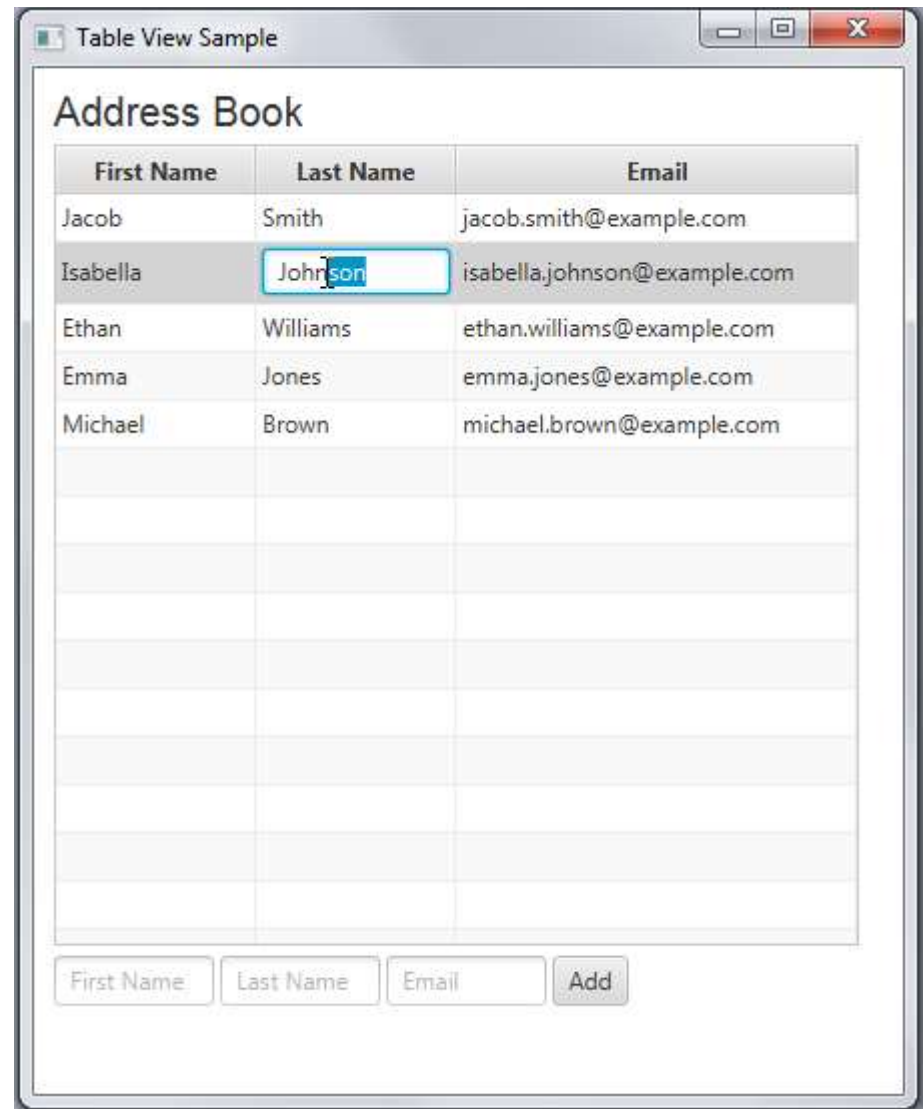 Table View Sample
Address Book
First Name Last Name Email
Jacob Smith jacob.smith@example.com
Isabella Johnson isabella.johnson@example.com
Ethan Williams ethan.williams@example.com
Emma Jones emma.jones@example.com
Michael Brown michael.brown@example.com
First Name Last Name Email Add